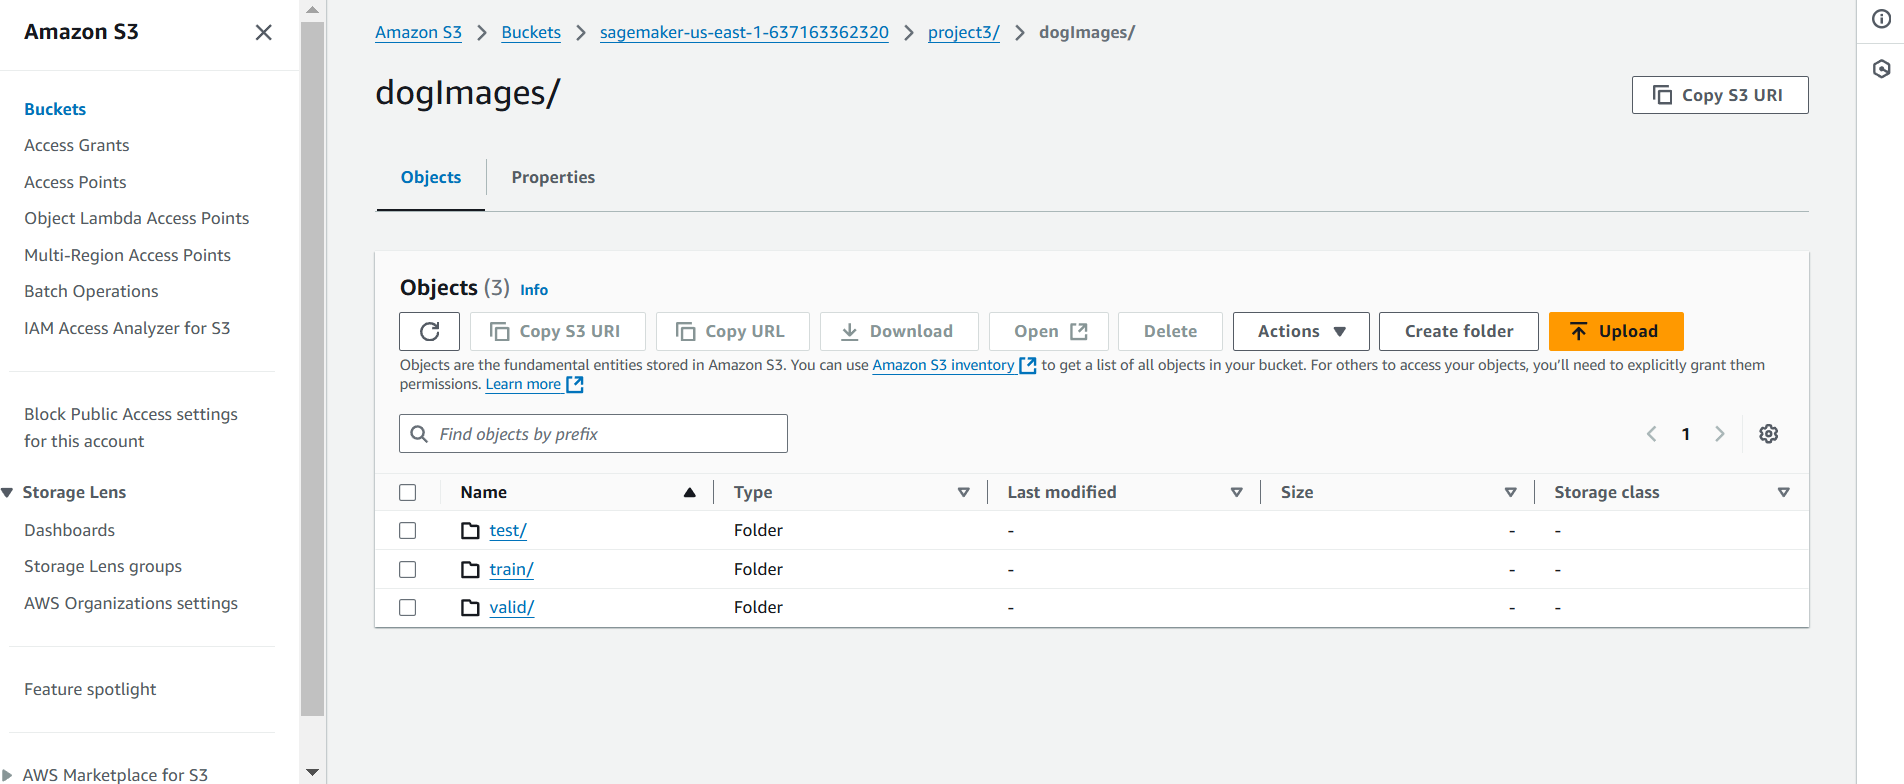 Amazon S3
Buckets
Access Grants
Access Points
Object Lambda Access Points
Multi-Region Access Points
Batch Operations
IAM Access Analyzer for S3
Block Public Access settings
for this account
Storage Lens
Dashboards
Storage Lens groups
AWS Organizations settings
Feature spotlight
AWS Marketplace for S3
Amazon S3 Buckets sagemaker-us-east-1-637163362320 project3/ dogImages/
dogImages/
Copy S3 URI
Objects Properties
Objects (3) Info
Copy S3 URI Copy URL Download Open Delete Actions Create folder Upload
Objects are the fundamental entities stored in Amazon S3. You can use Amazon S3 inventory to get a list of all objects in your bucket. For others to access your objects, you’ll need to explicitly grant them
permissions. Learn more
Find objects by prefix
1
Name Type Last modified Size Storage class
test/ Folder - - -
train/ Folder - - -
valid/ Folder - - -